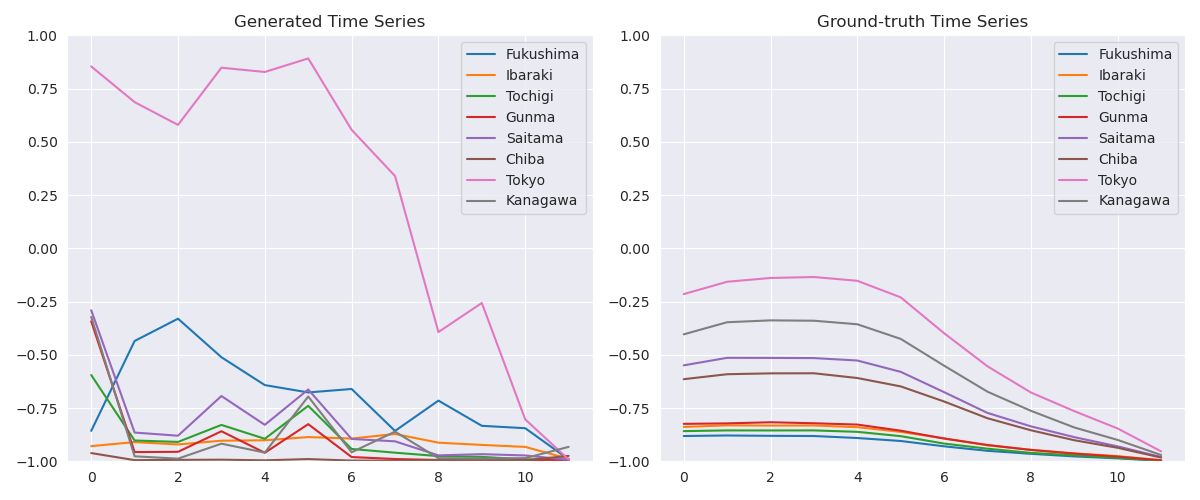 Generated Time Series
1.00
0.75
0.50
0.25
0.00
−0.25
−0.50
−0.75
−1.00
0 2 4 6 8 10
Fukushima
Ibaraki
Tochigi
Gunma
Saitama
Chiba
Tokyo
Kanagawa
Ground-truth Time Series
1.00
0.75
0.50
0.25
0.00
−0.25
−0.50
−0.75
−1.00
0 2 4 6 8 10
Fukushima
Ibaraki
Tochigi
Gunma
Saitama
Chiba
Tokyo
Kanagawa